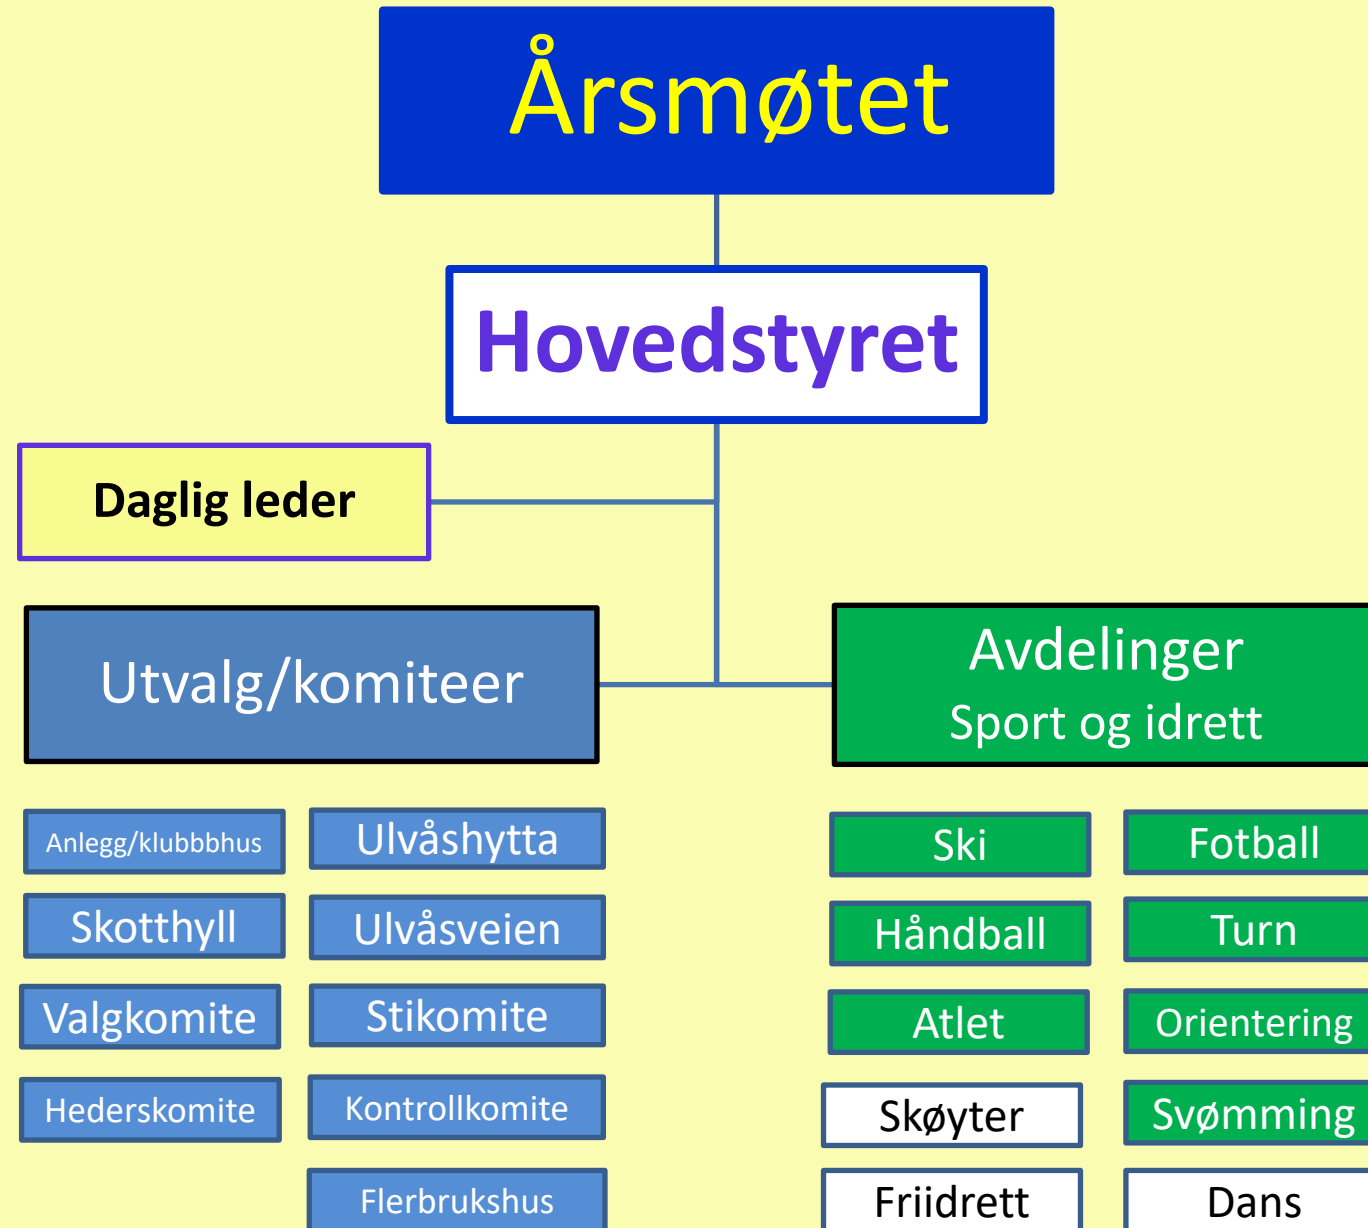 Årsmøtet
Hovedstyret
Daglig leder
Utvalg/komiteer
Avdelinger
Sport og idrett
Anlegg/klubbbhus
Ulvåshytta
Ski
Fotball
Skotthyll
Ulvåsveien
Håndball
Turn
Valgkomite
Stikomite
Atlet
Orientering
Hederskomite
Kontrollkomite
Skøyter
Svømming
Flerbrukshus
Friidrett
Dans